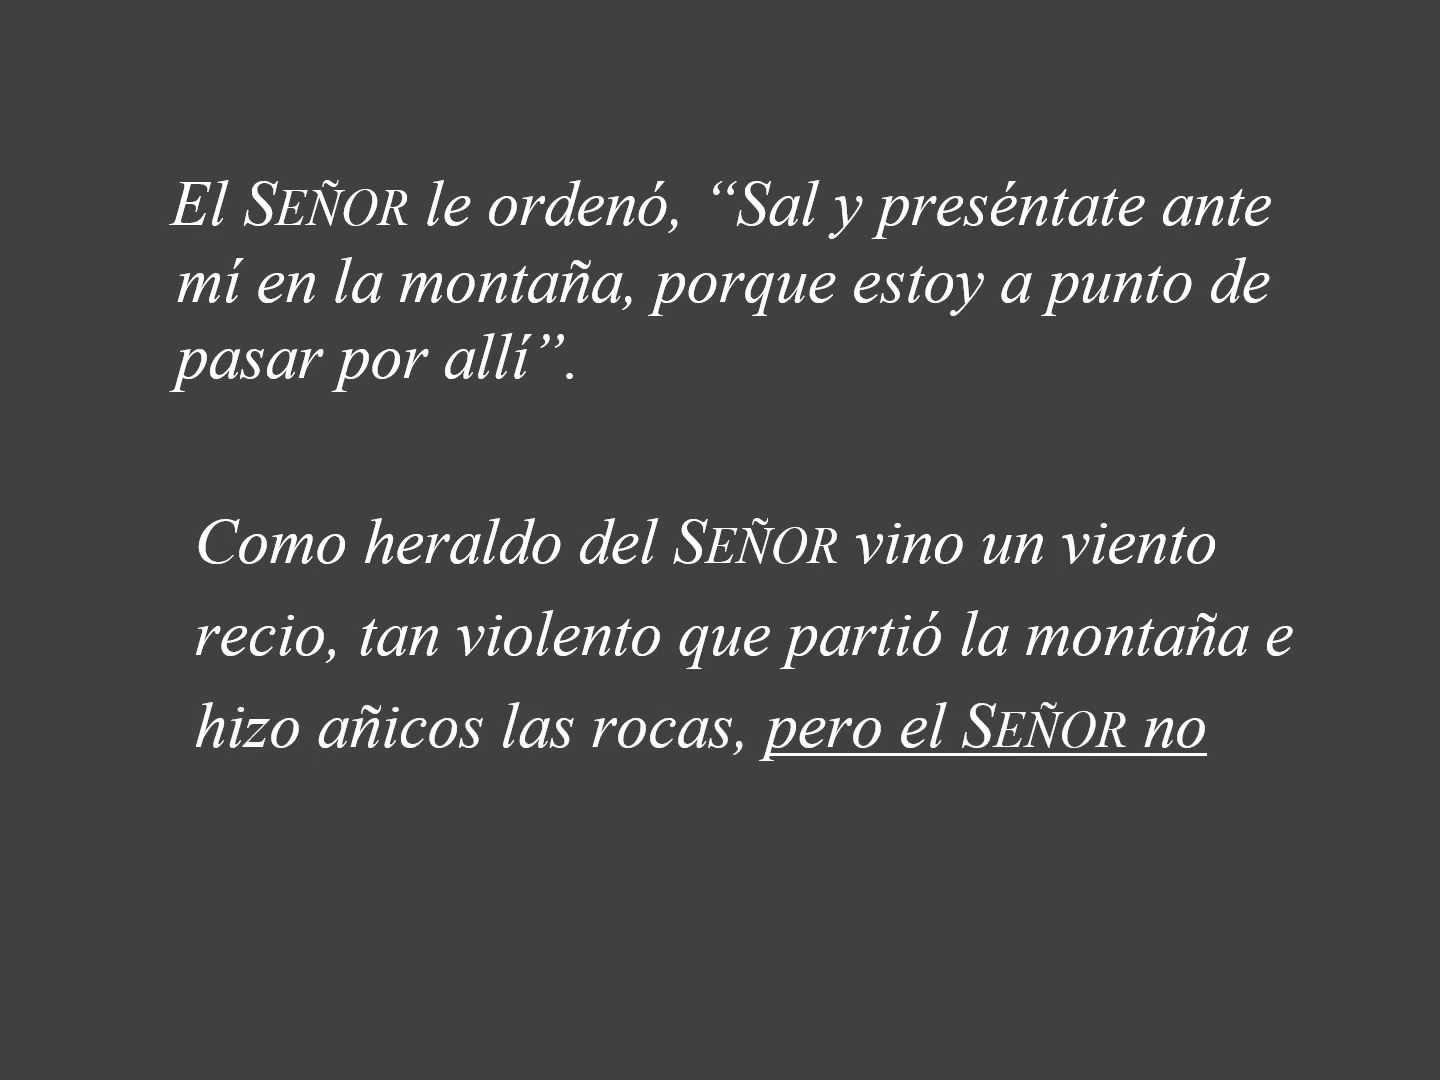 El SEÑOR le ordenó, “Sal y preséntate ante
mí en la montaña, porque estoy a punto de
pasar por allí”.
Como heraldo del SEÑOR vino un viento
recio, tan violento que partió la montaña e
hizo añicos las rocas, pero el SEÑOR no